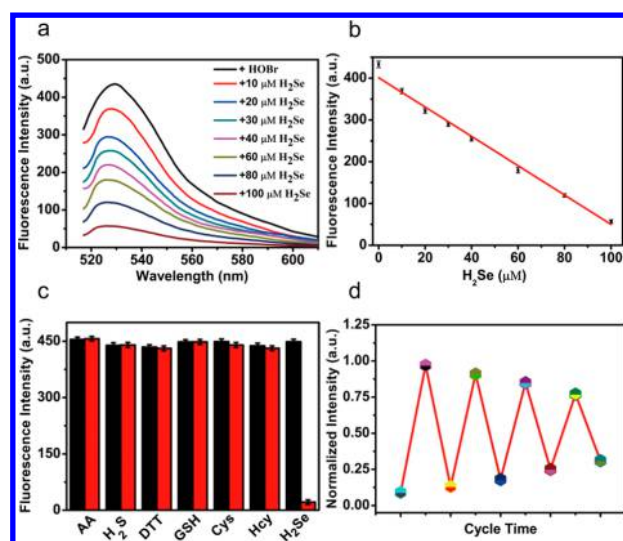 a
Fluorescence Intensity (a.u.)
500
400
300
200
100
0
520 540 560 580 600
Wavelength (nm)
+ HOBr
+10 μM H2Se
+20 μM H2Se
+30 μM H2Se
+40 μM H2Se
+60 μM H2Se
+80 μM H2Se
+100 μM H2Se
b
Fluorescence Intensity (a.u.)
400
300
200
100
0
0 20 40 60 80 100
H2Se (μM)
c
Fluorescence Intensity (a.u.)
450
300
150
0
AA H2S DTT GSH Cys Hcy H2Se
d
Normalized Intensity (a.u.)
1.25
1.00
0.75
0.50
0.25
0.00
Cycle Time